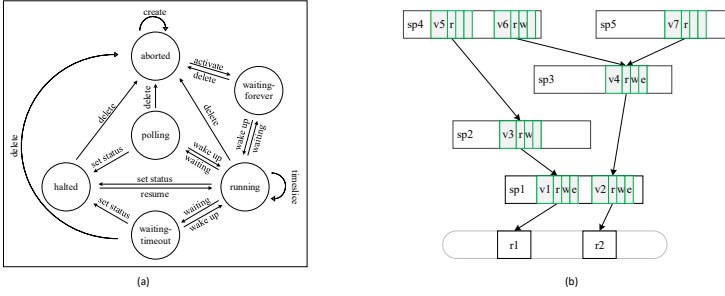 create
aborted
activate
delete
waiting-
forever
delete
delete
delete
polling
wake up
waiting
delete
set status
wake up
waiting
halted
set status
resume
running
timeslice
set status
waiting
wake up
waiting-
timeout
(a)
sp4 v5 r v6 r w
sp5 v7 r
sp3 v4 r w e
sp2 v3 r w
sp1 v1 r w e v2 r w e
r1 r2
(b)